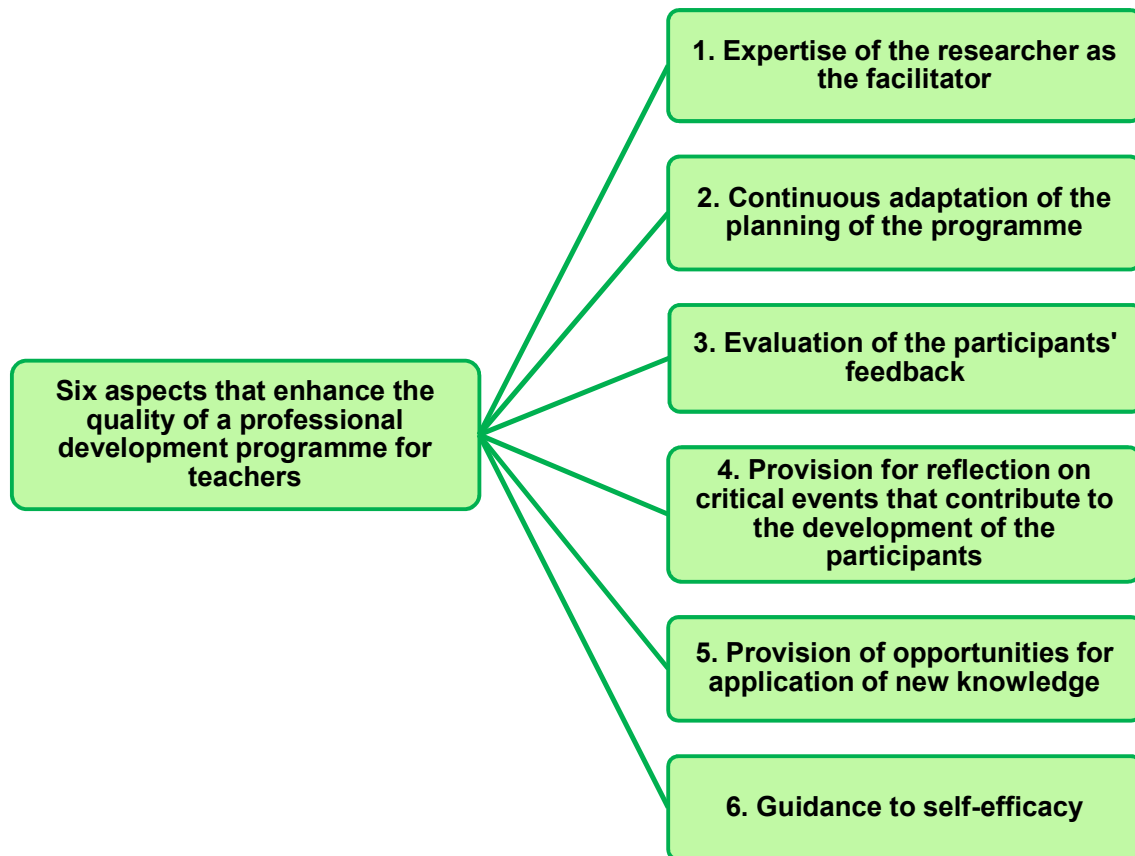 Six aspects that enhance the
quality of a professional
development programme for
teachers
1. Expertise of the researcher as
the facilitator
2. Continuous adaptation of the
planning of the programme
3. Evaluation of the participants'
feedback
4. Provision for reflection on
critical events that contribute to
the development of the
participants
5. Provision of opportunities for
application of new knowledge
6. Guidance to self-efficacy